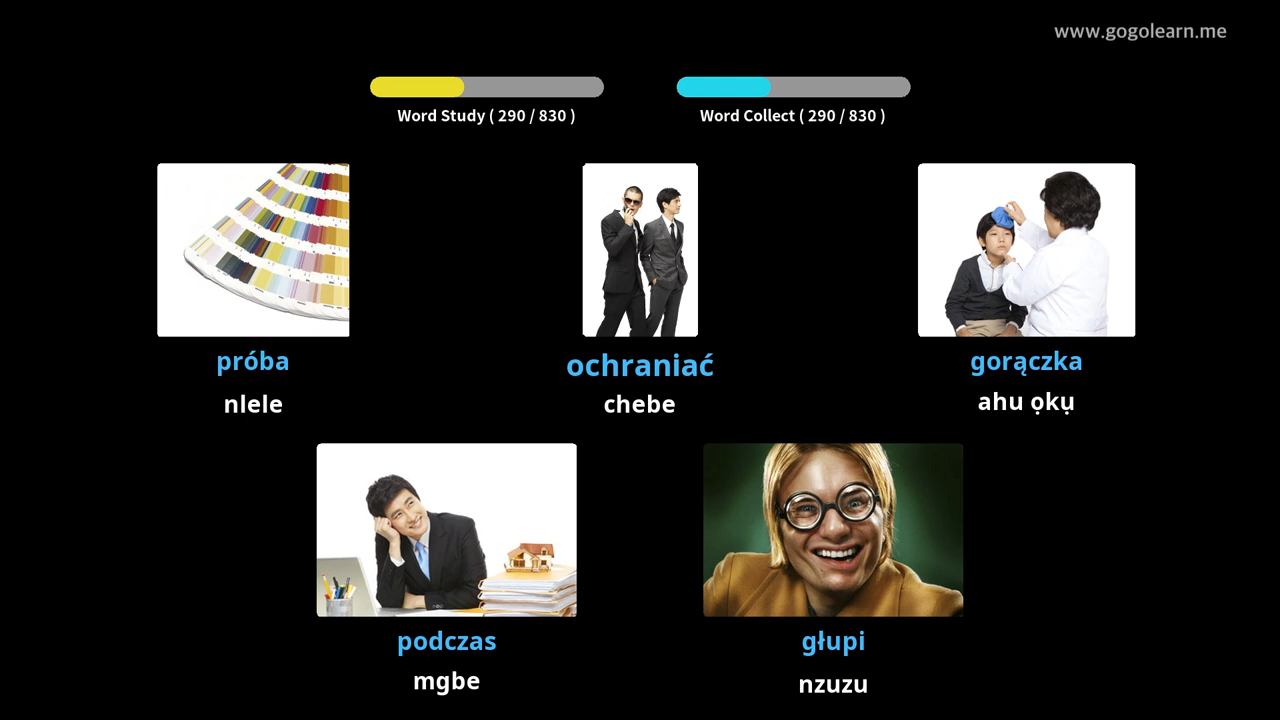 www.gogolearn.me
Word Study ( 290 / 830 )
Word Collect ( 290 / 830 )
próba
ochraniać
gorączka
nlele
chebe
ahu ọkụ
podczas
głupi
mgbe
nzuzu